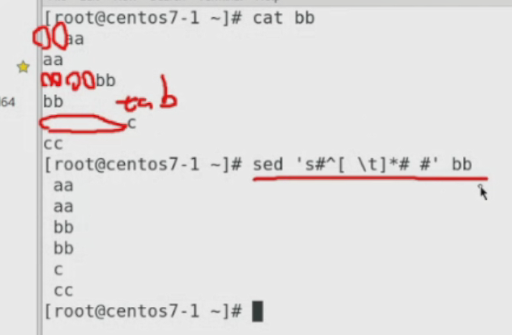 [root@centos7-1 ~]# cat bb
aa
aa
bb
bb tab
c
cc
[root@centos7-1 ~]# sed 's#^[ \t]*# #' bb
aa
aa
bb
bb
c
cc
[root@centos7-1 ~]#
64